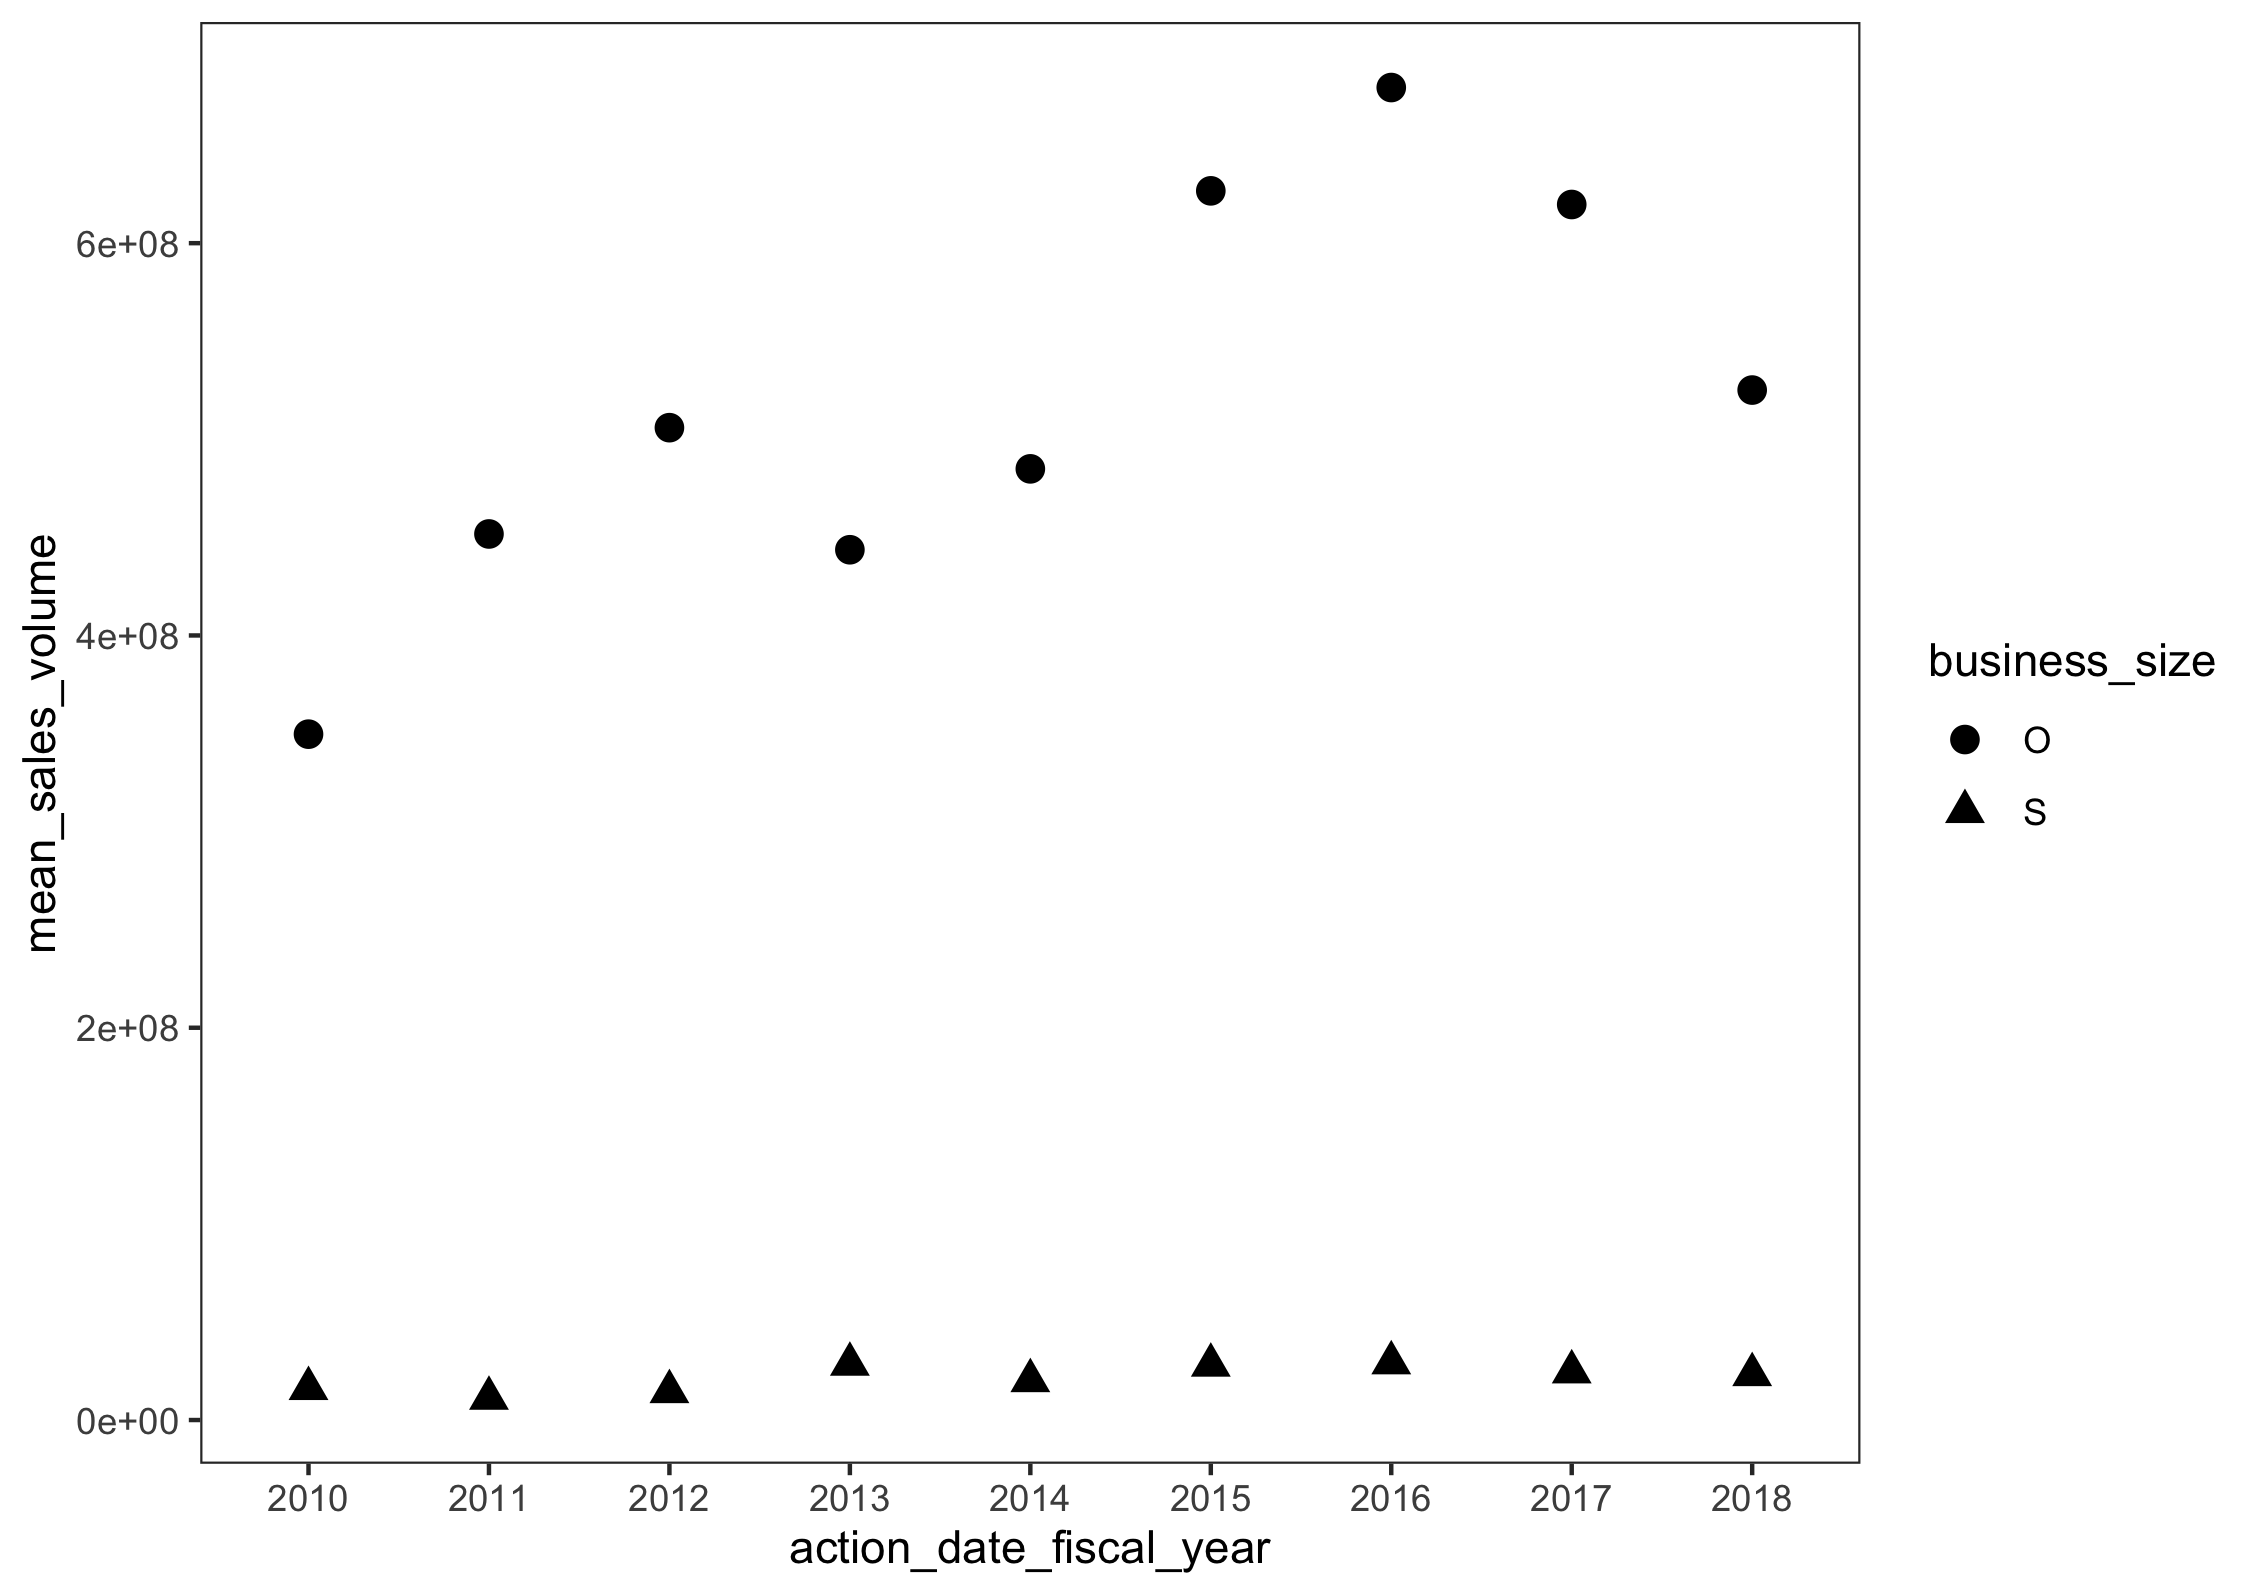 6e+08
4e+08
2e+08
0e+00
mean_sales_volume
2010 2011 2012 2013 2014 2015 2016 2017 2018
action_date_fiscal_year
business_size
O
S